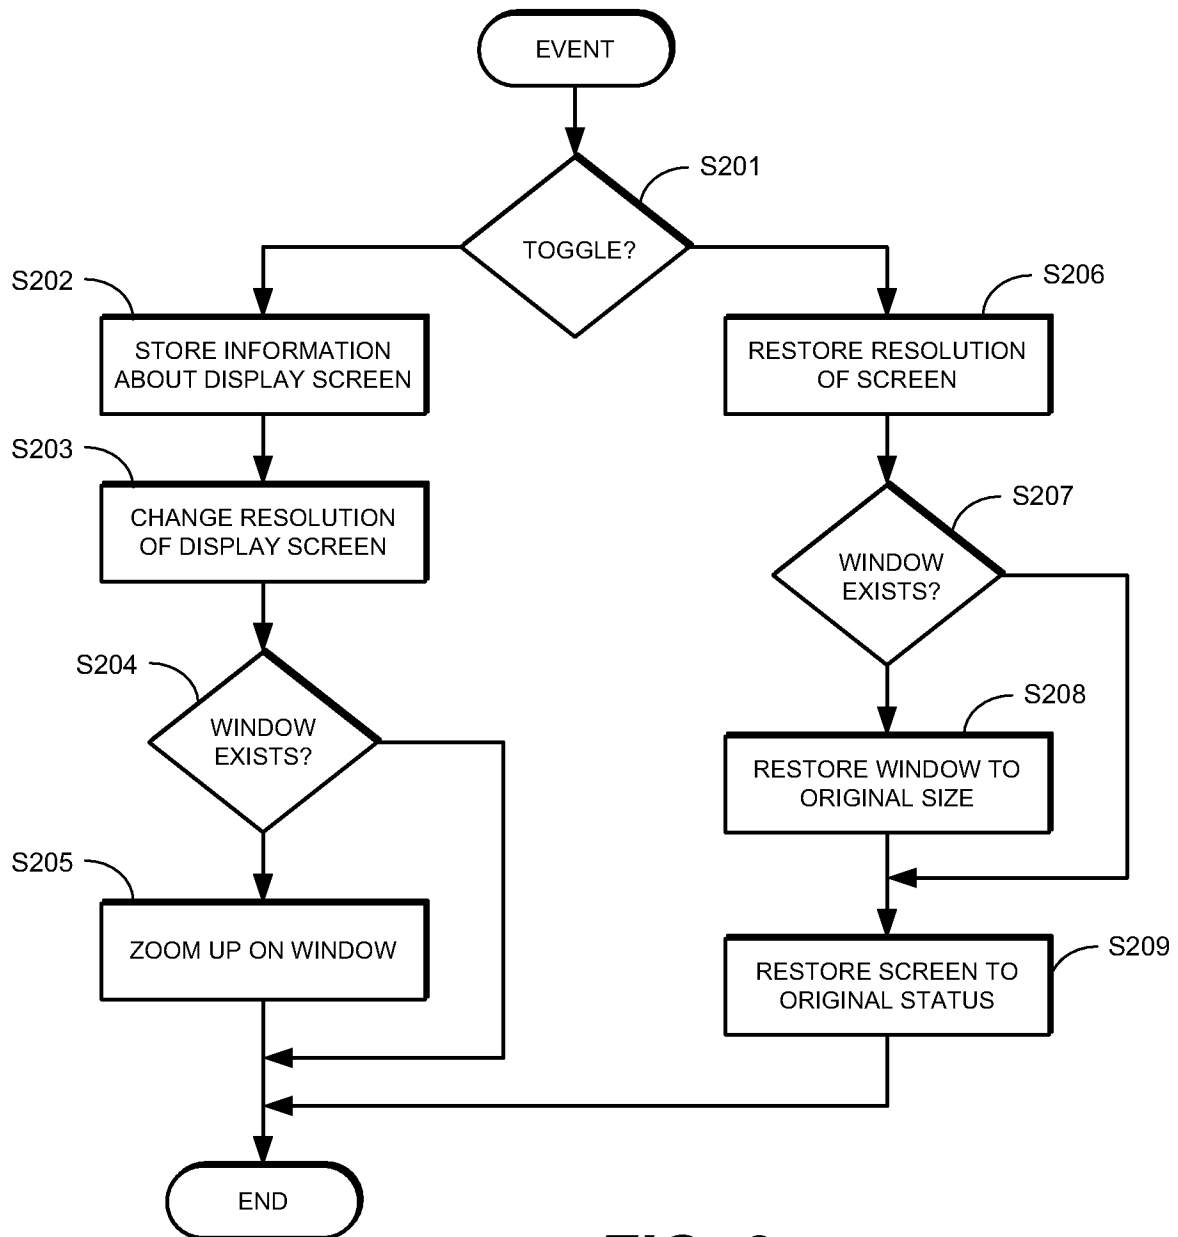 EVENT
S201
TOGGLE?
S202
STORE INFORMATION
ABOUT DISPLAY SCREEN
S206
RESTORE RESOLUTION
OF SCREEN
S203
CHANGE RESOLUTION
OF DISPLAY SCREEN
S207
WINDOW
EXISTS?
S204
WINDOW
EXISTS?
S208
RESTORE WINDOW TO
ORIGINAL SIZE
S205
ZOOM UP ON WINDOW
S209
RESTORE SCREEN TO
ORIGINAL STATUS
END